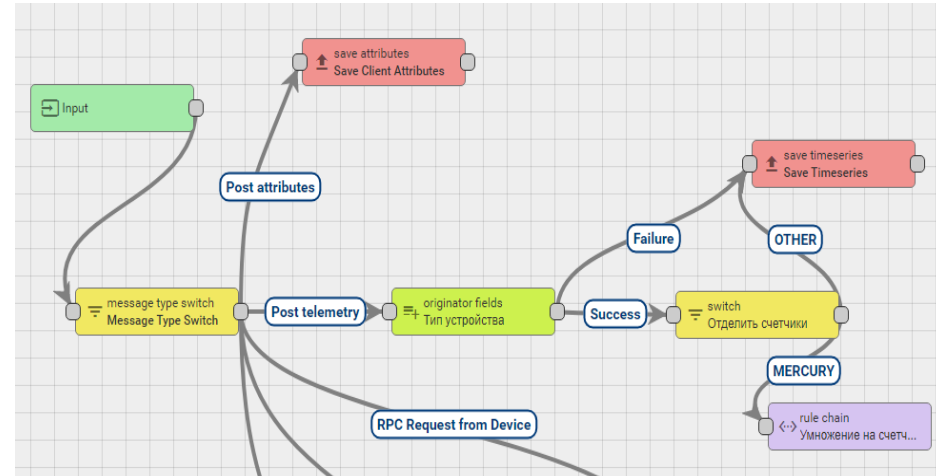 save attributes
Save Client Attributes
Input
save timeseries
Save Timeseries
Post attributes
Failure
OTHER
message type switch
Message Type Switch
Post telemetry
originator fields
Тип устройства
Success
switch
Отделить счетчики
MERCURY
RPC Request from Device
rule chain
Умножение на счетч...